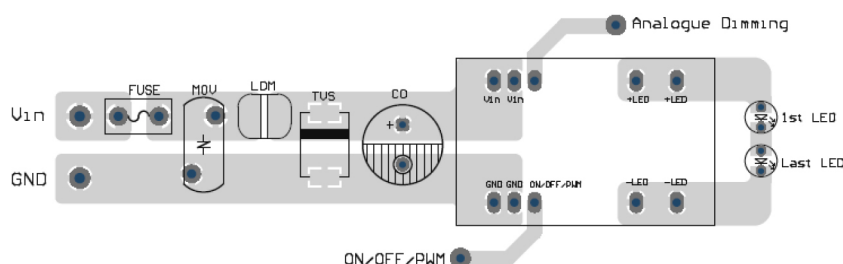 Analogue Dimming
FUSE MOV LDM TVS CO
Vin
+
Vin Vin +LED +LED
1st LED
Last LED
GND
GND GND ON/OFF/PWM -LED -LED
ON/OFF/PWM